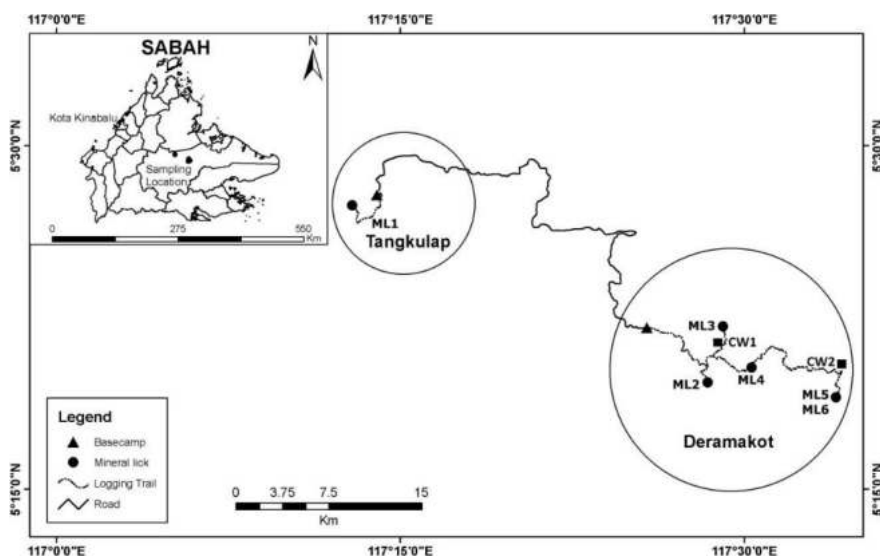 117°0'0"E 117°15'0"E 117°30'0"E
SABAH
N
Kota Kinabalu
Sampling
Location
0 275 550
Km
5°30'0"N 5°30'0"N
ML1
Tangkulap
ML3
CW1
CW2
ML2
ML4
ML5
ML6
Deramakot
Legend
Basecamp
Mineral lick
Logging Trail
Road
0 3.75 7.5 15
Km
5°15'0"N 5°15'0"N
117°0'0"E 117°15'0"E 117°30'0"E